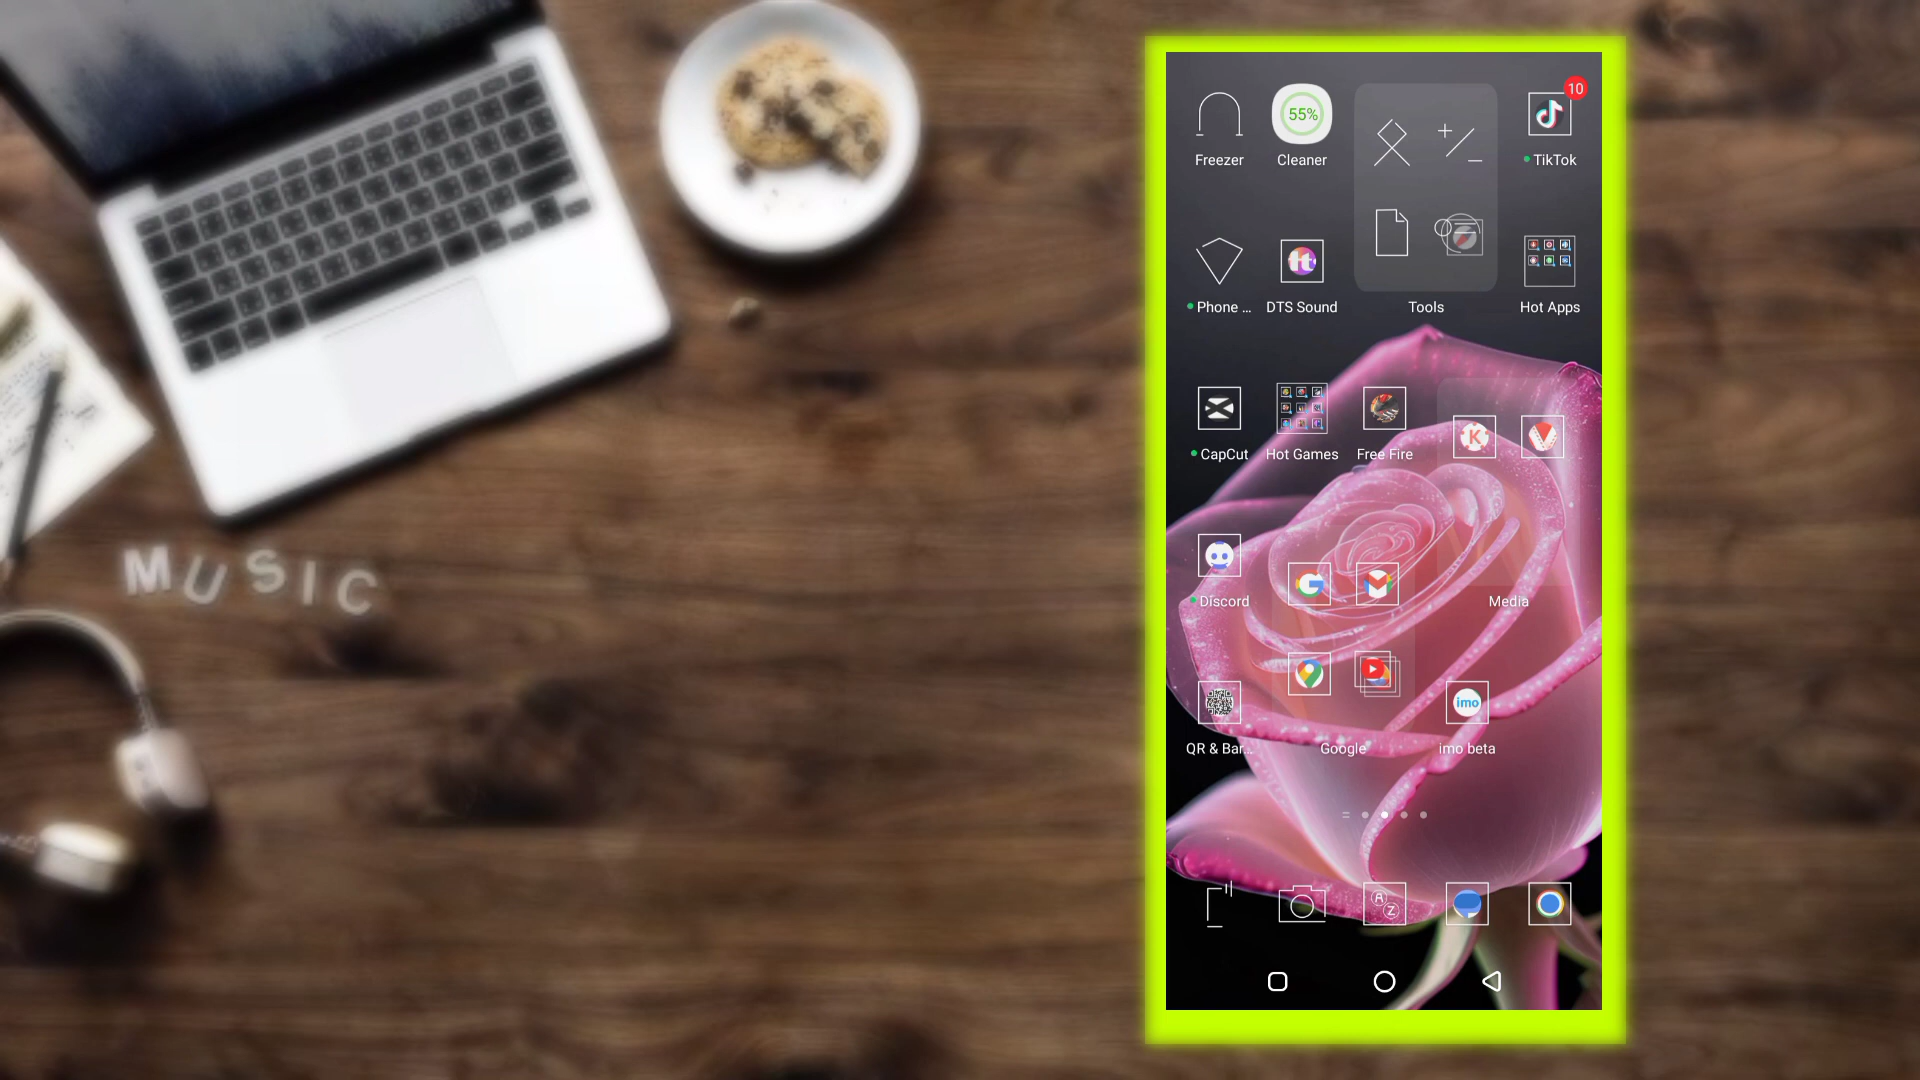 MUSIC
10
55%
Freezer
Cleaner
TikTok
Phone ...
DTS Sound
Tools
Hot Apps
K
CapCut
Hot Games
Free Fire
Discord
Media
imo
QR & Bar...
Google
imo beta
A
Z